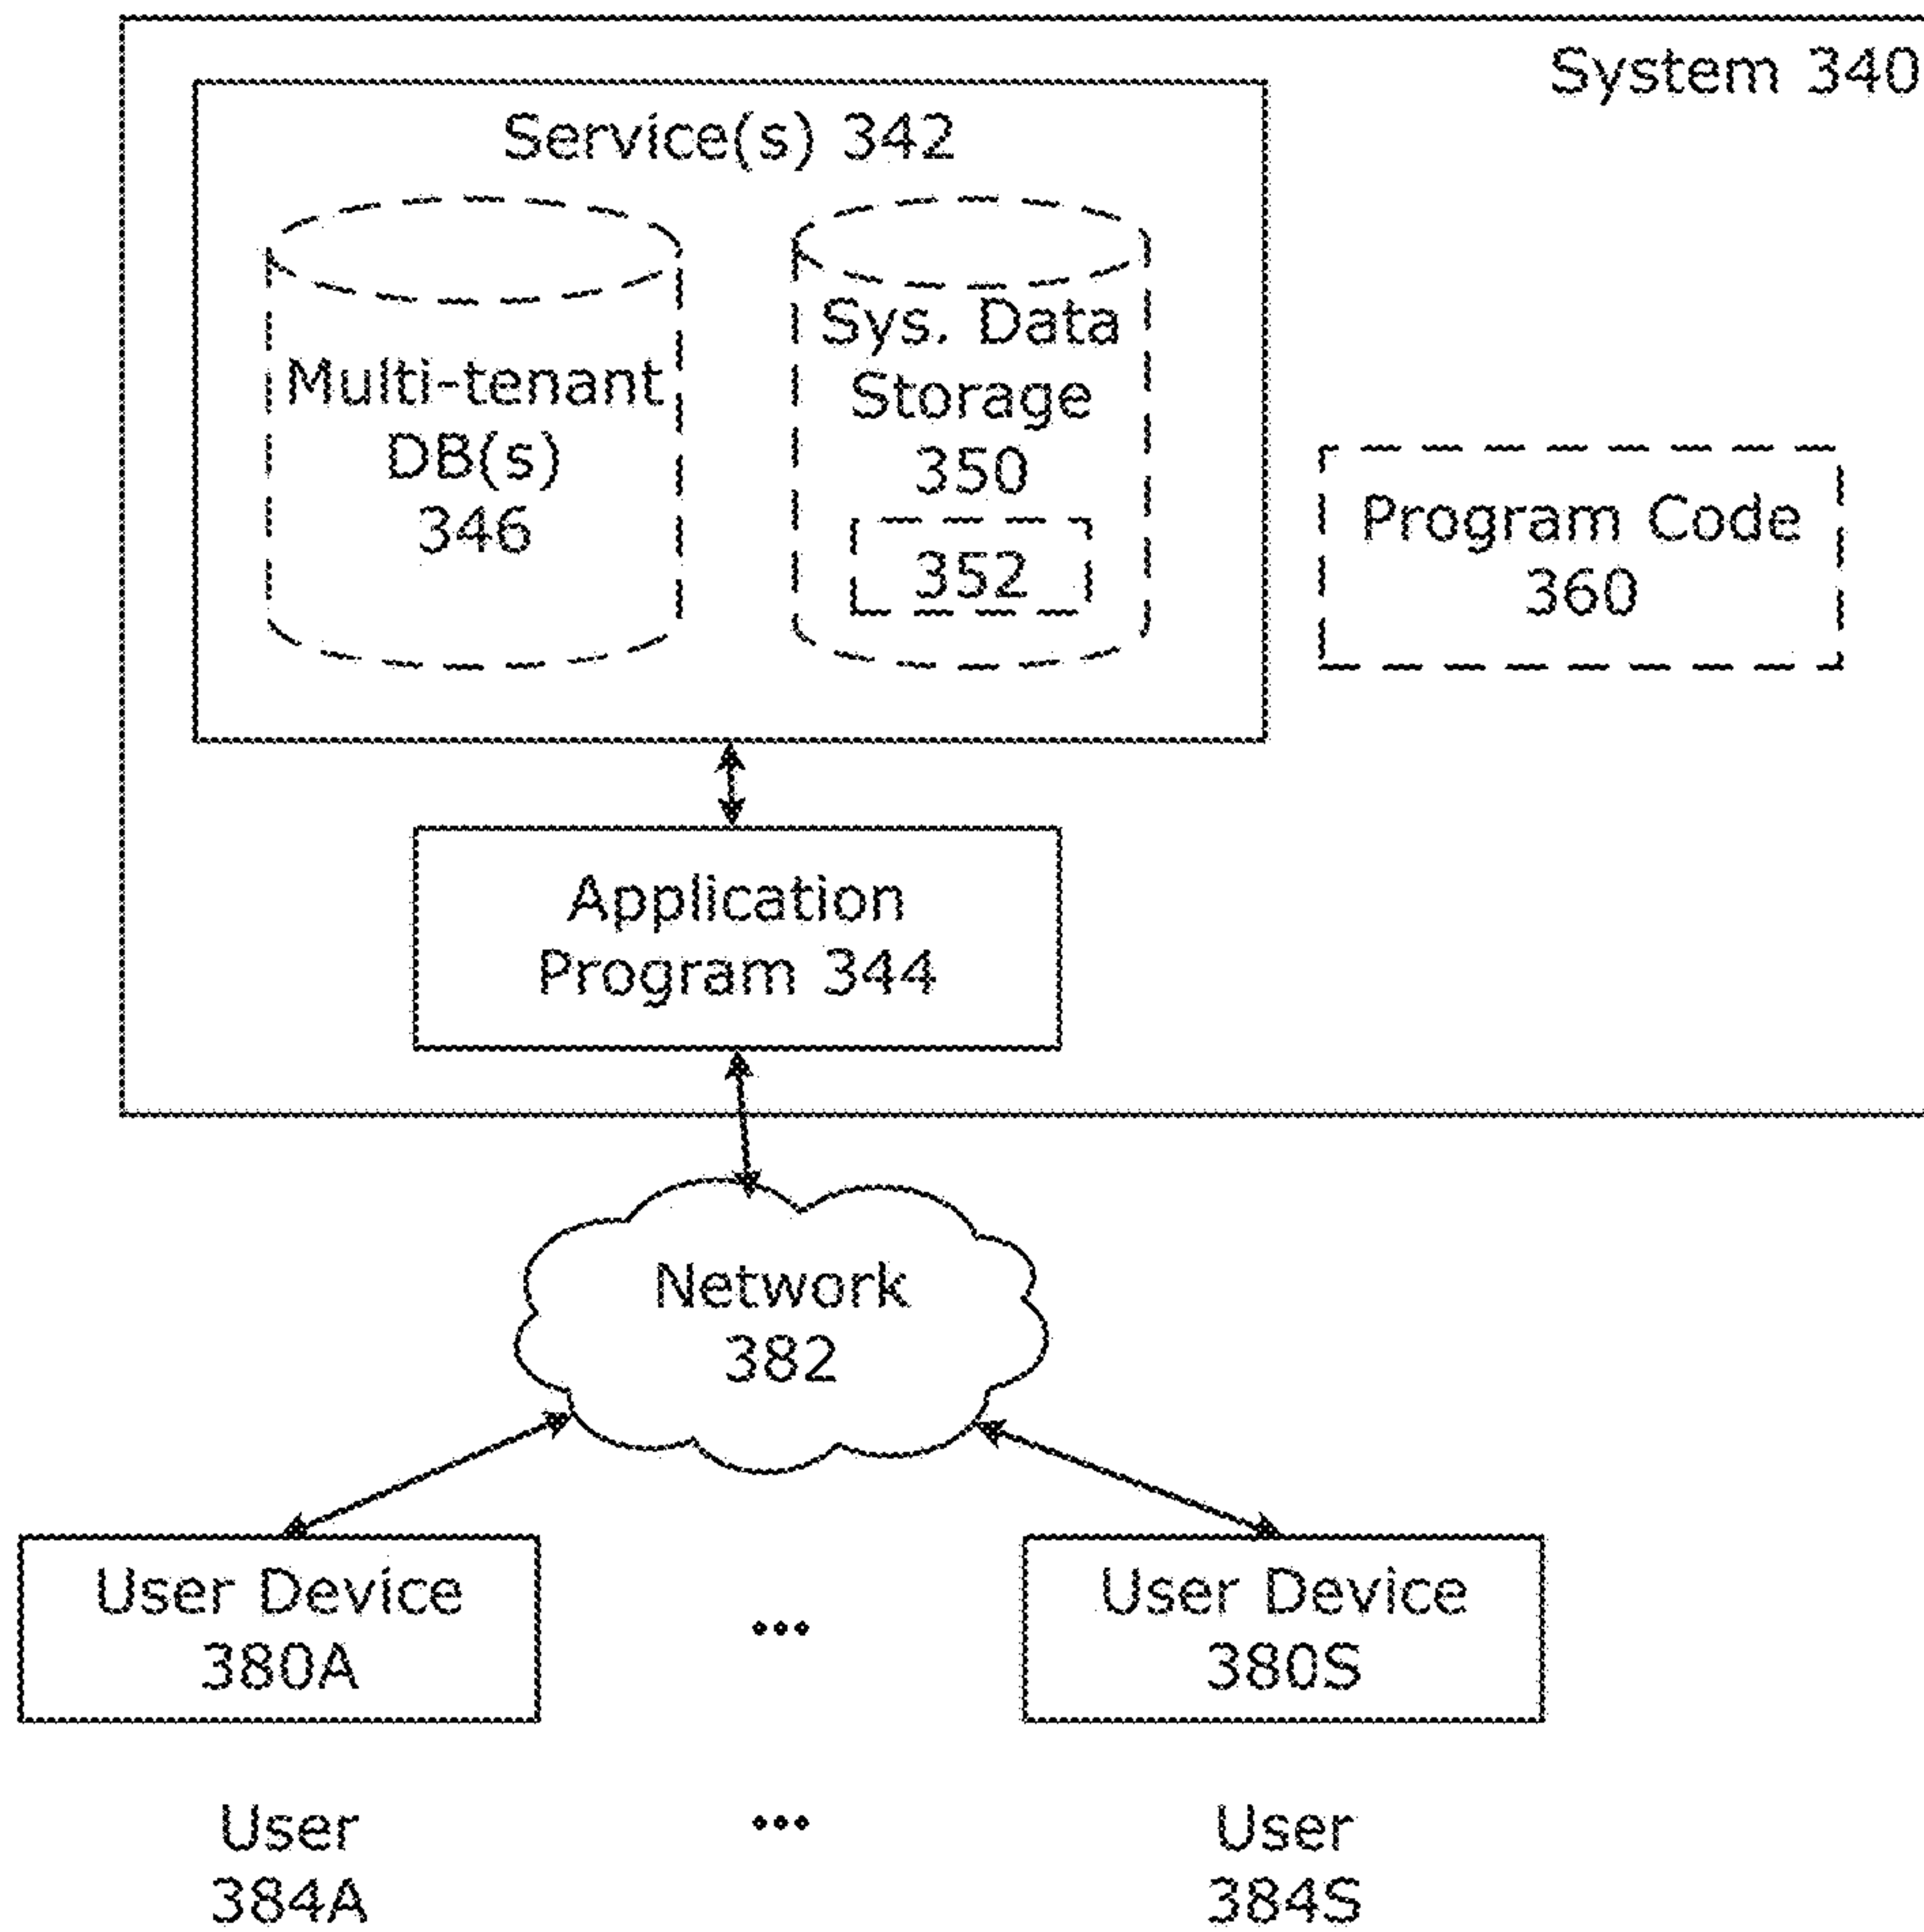 System 340
Service(s) 342
Multi-tenant
DB(s)
346
Sys. Data
Storage
350
352
Program Code
360
Application
Program 344
Network
382
User Device
380A
...
User Device
380S
User
384A
...
User
384S